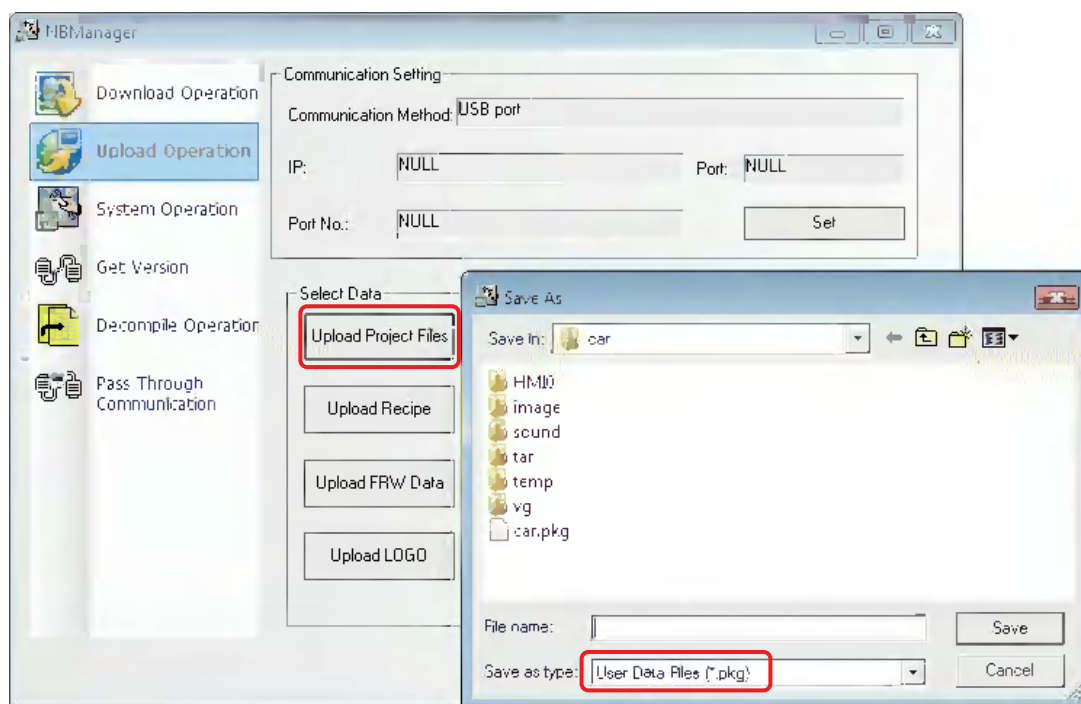 NBManager
Download Operation
Upload Operation
System Operation
Get Version
Decompile Operation
Pass Through
Communication
Communication Setting
Communication Method: USB port
IP: NULL
Port: NULL
Port No.: NULL
Set
Select Data
Upload Project Files
Upload Recipe
Upload FRW Data
Upload LOGO
Save As
Save in: car
HMI0
image
sound
tar
temp
vg
car.pkg
File name:
Save
Save as type: User Data Files (*.pkg)
Cancel